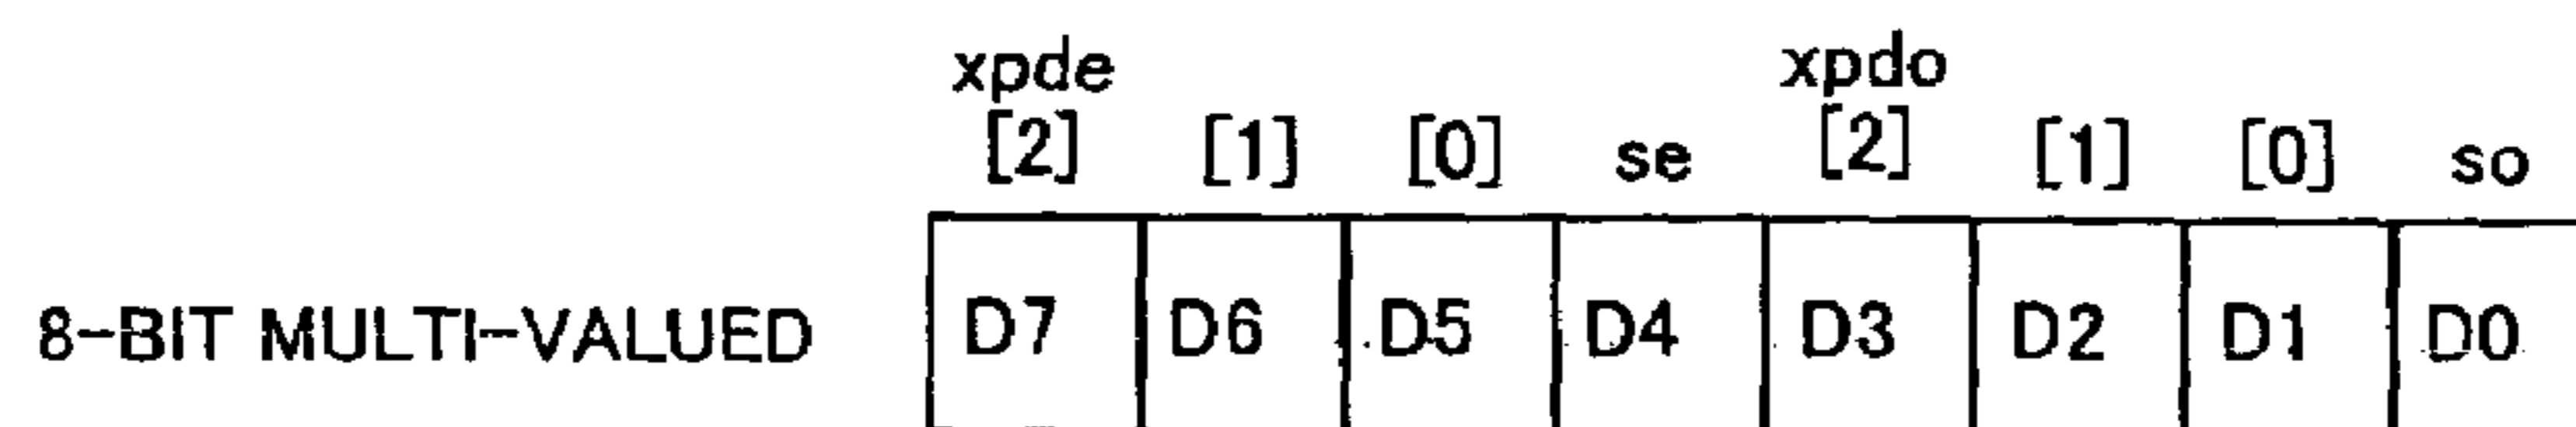 xpde xpdo
[2] [1] [0] se [2] [1] [0] so
8-BIT MULTI-VALUED D7 D6 D5 D4 D3 D2 D1 D0